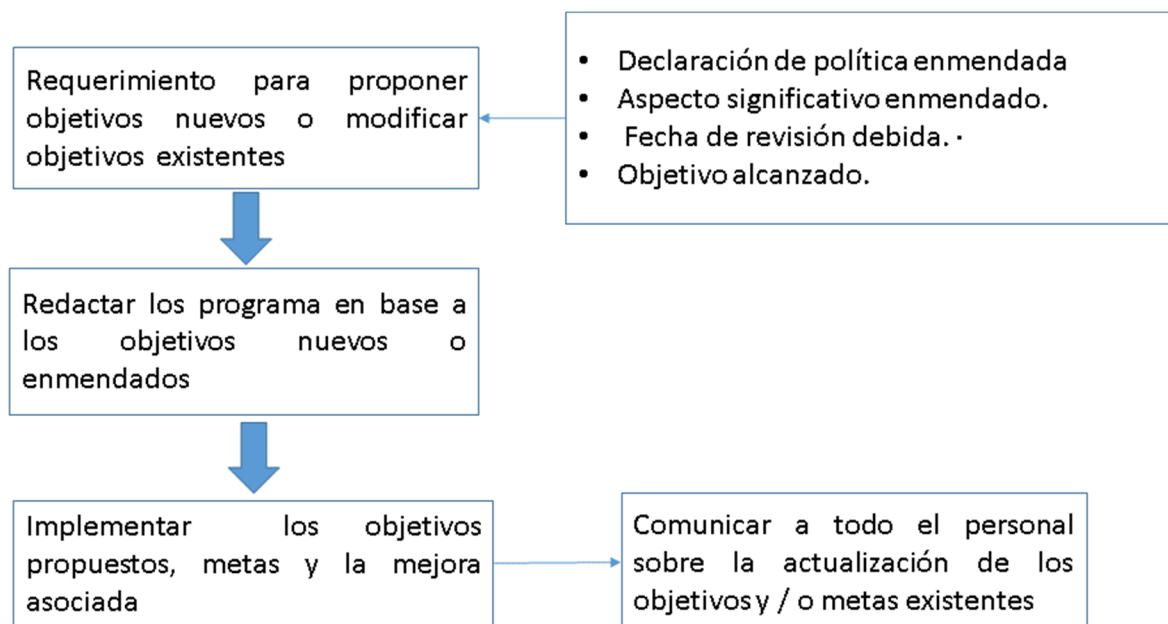 Requerimiento para proponer
objetivos nuevos o modificar
objetivos existentes
• Declaración de política enmendada
• Aspecto significativo enmendado.
• Fecha de revisión debida. ·
• Objetivo alcanzado.
Redactar los programa en base a
los objetivos nuevos o
enmendados
Implementar los objetivos
propuestos, metas y la mejora
asociada
Comunicar a todo el personal
sobre la actualización de los
objetivos y / o metas existentes